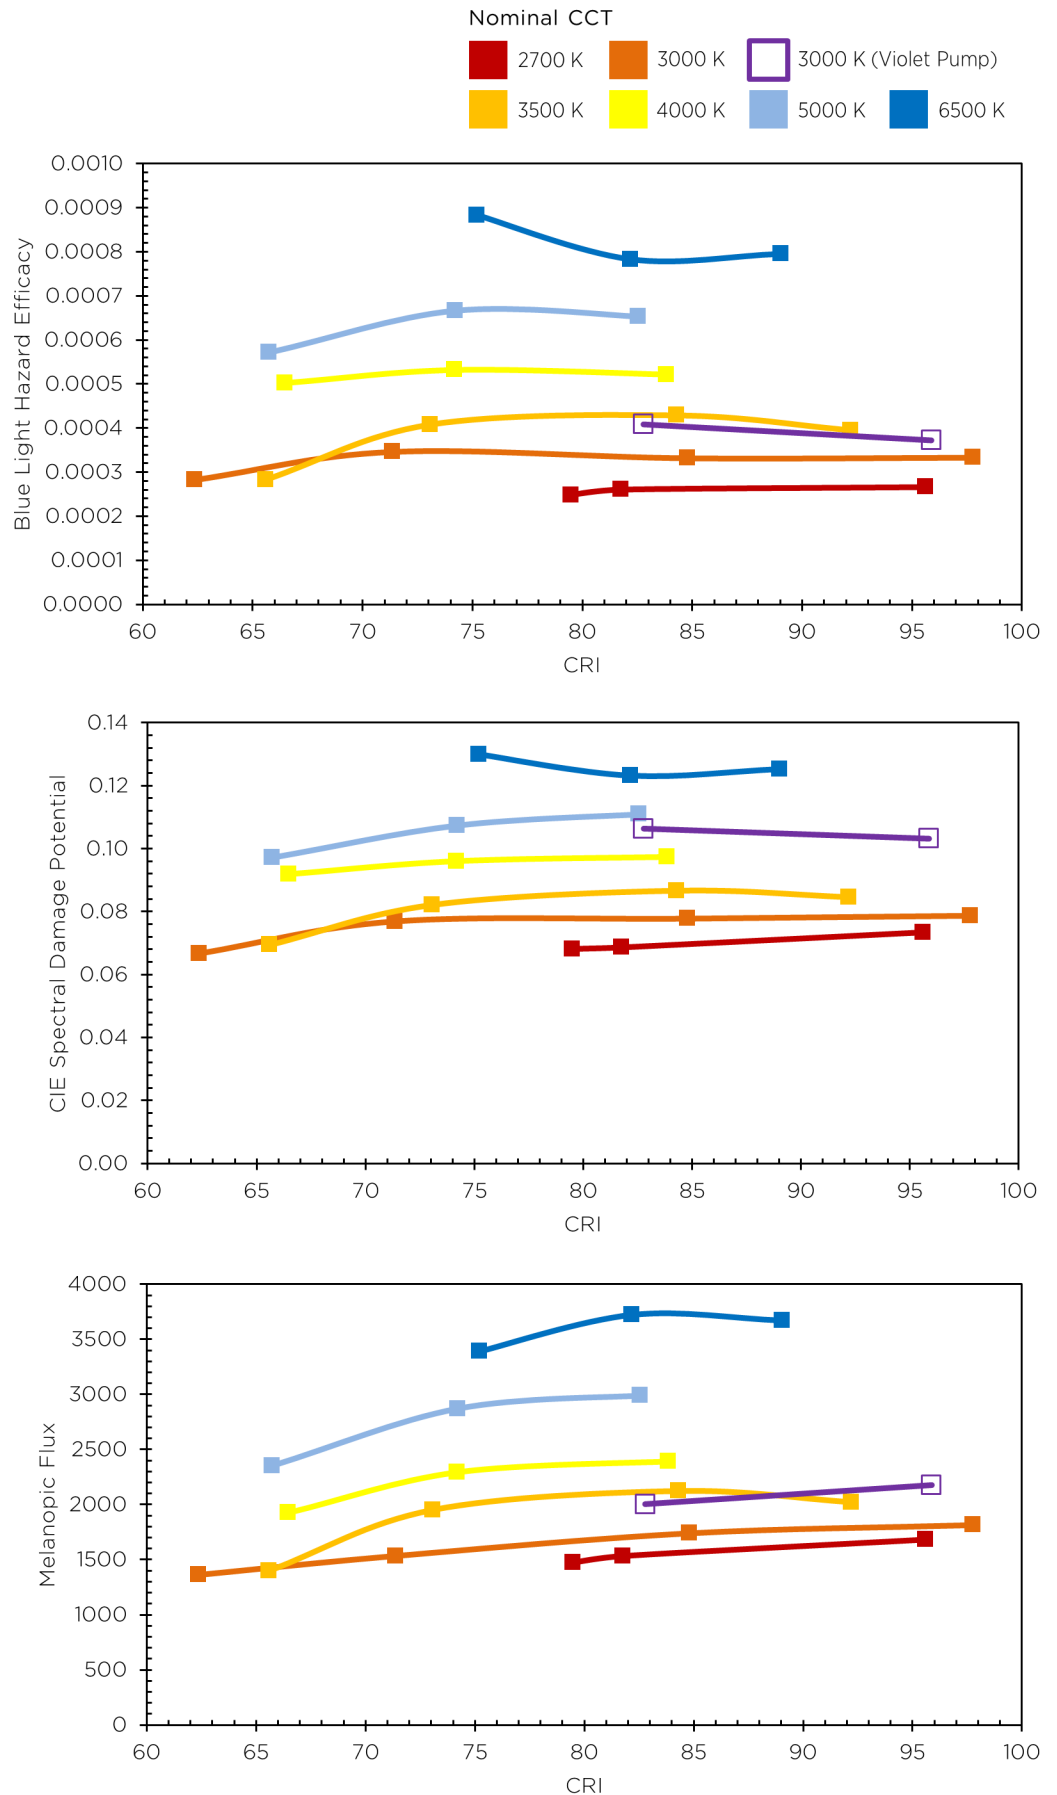 Nominal CCT
2700 K 3000 K 3000 K (Violet Pump)
3500 K 4000 K 5000 K 6500 K
Blue Light Hazard Efficacy
0.0010
0.0009
0.0008
0.0007
0.0006
0.0005
0.0004
0.0003
0.0002
0.0001
0.0000
60 65 70 75 80 85 90 95 100
CRI
CIE Spectral Damage Potential
0.14
0.12
0.10
0.08
0.06
0.04
0.02
0.00
60 65 70 75 80 85 90 95 100
CRI
Melanopic Flux
4000
3500
3000
2500
2000
1500
1000
500
0
60 65 70 75 80 85 90 95 100
CRI